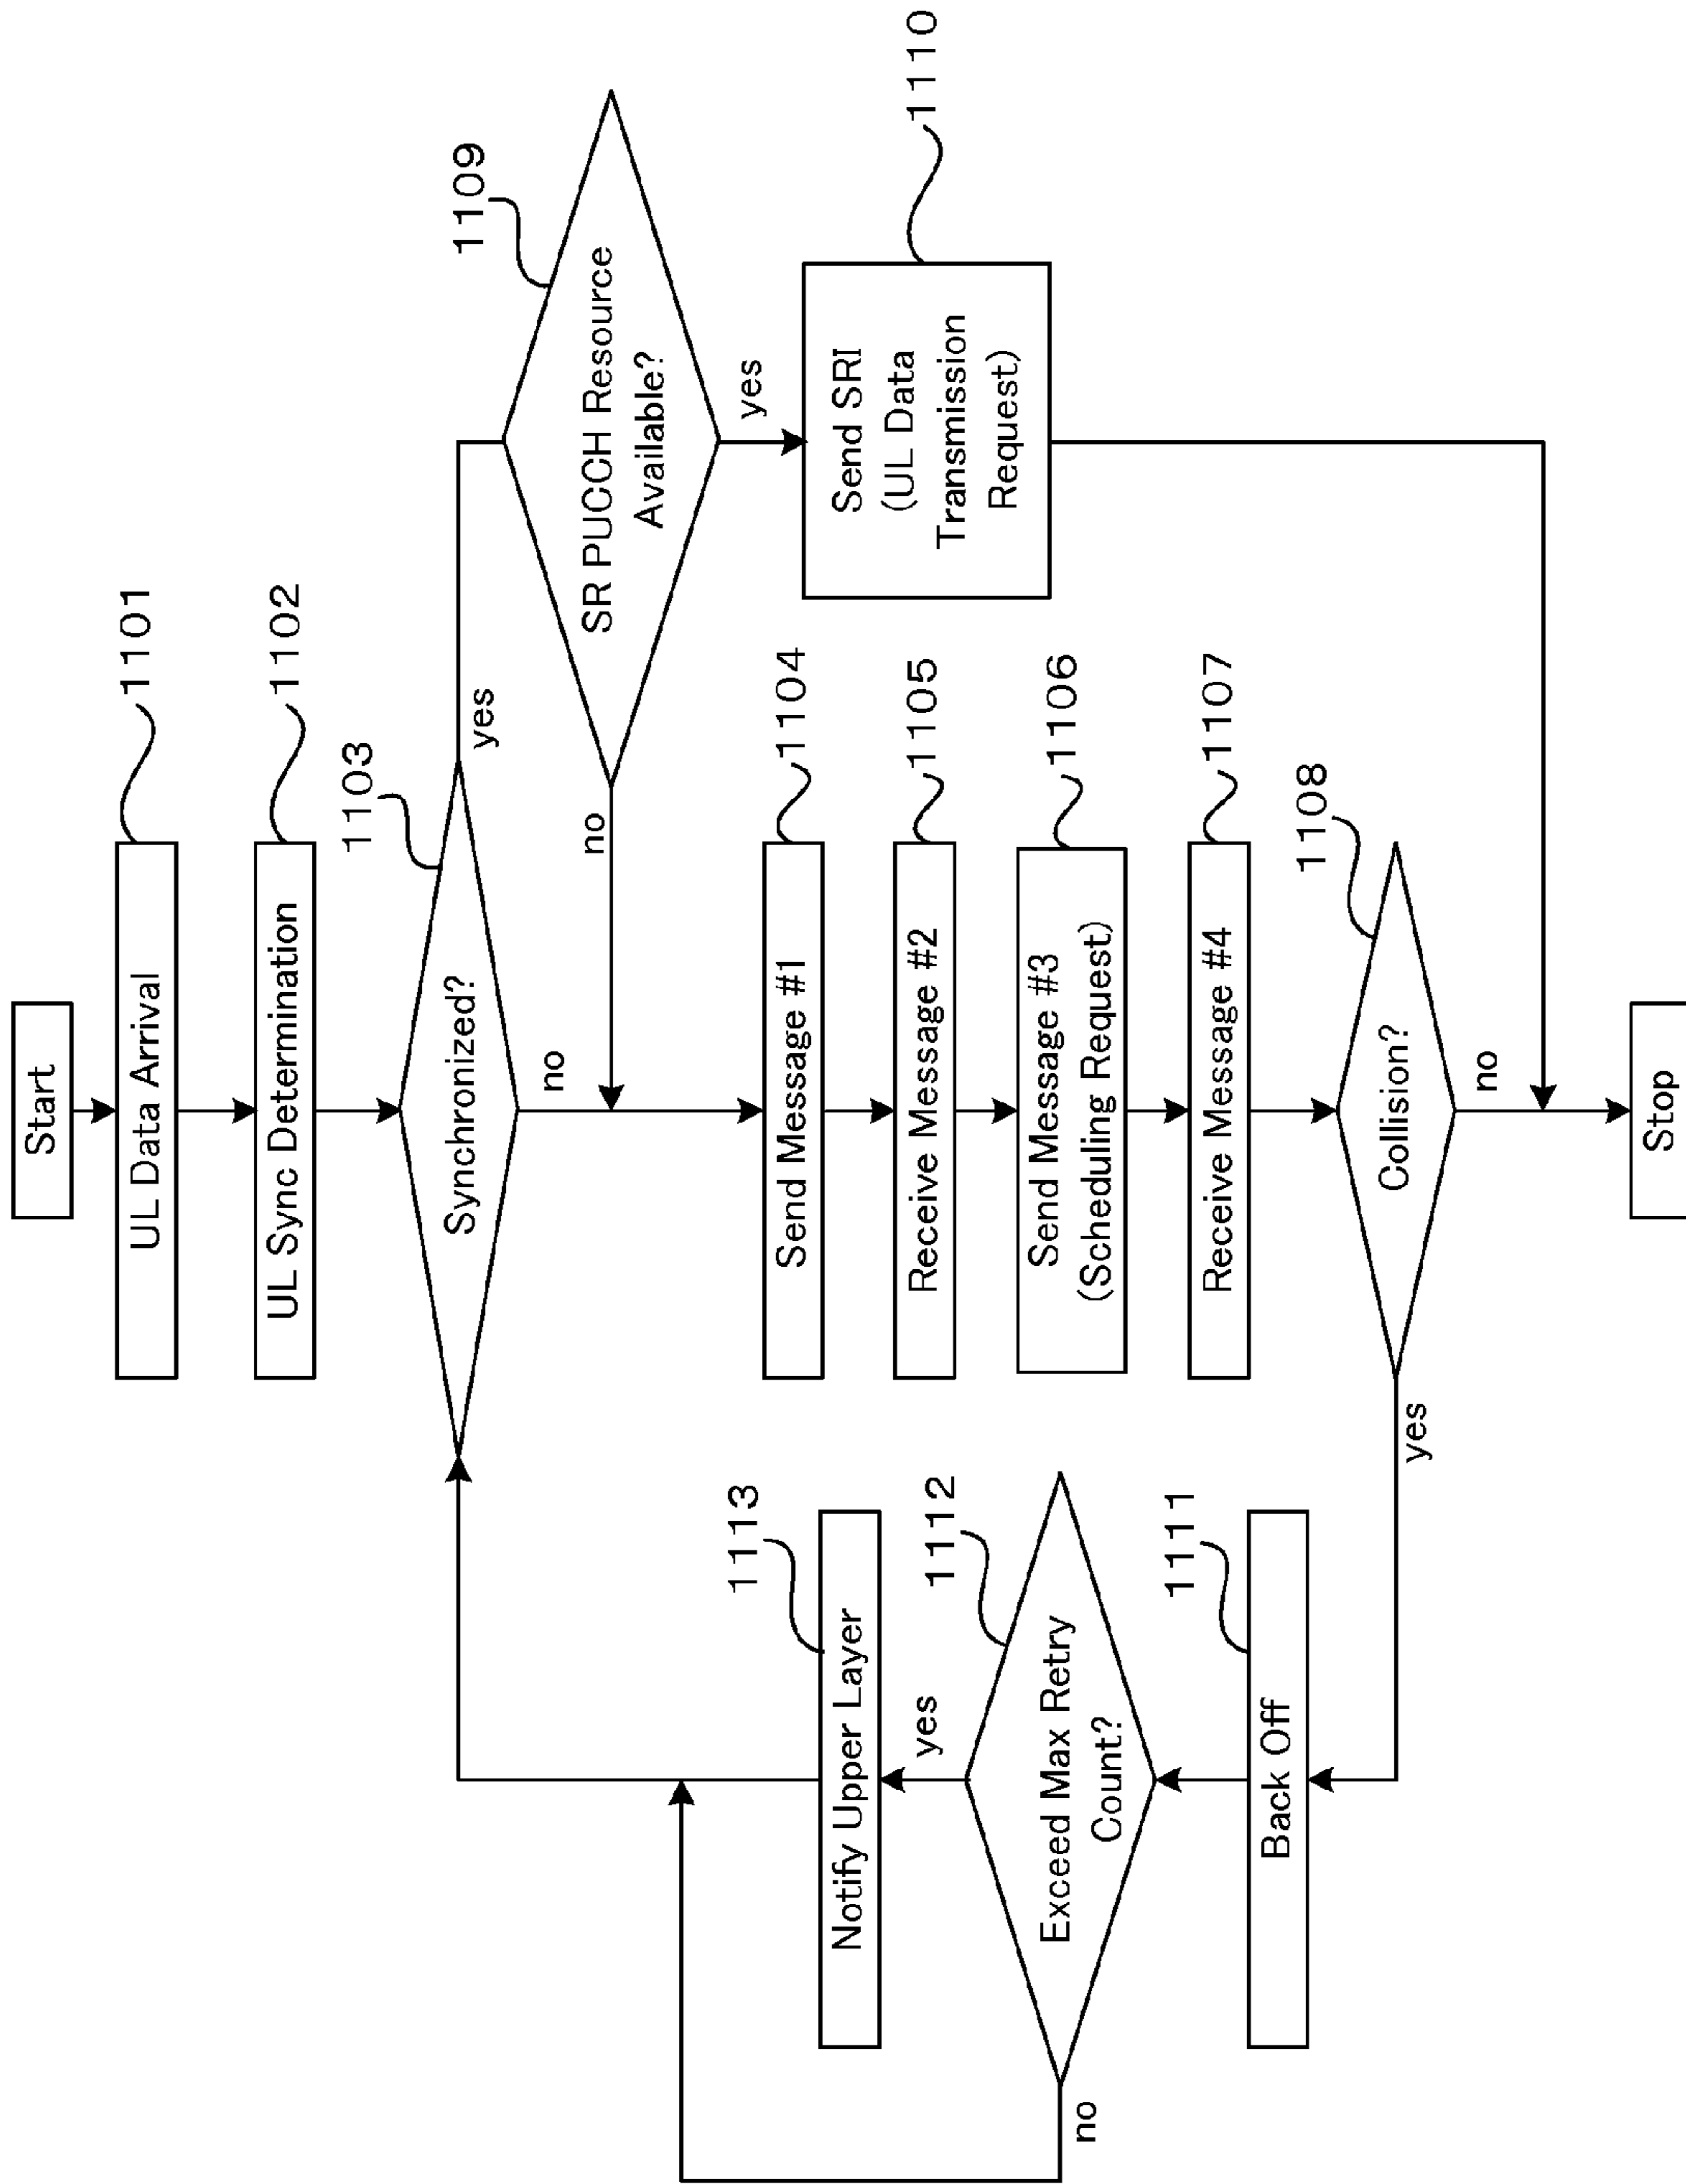 Start
UL Data Arrival
1101
UL Sync Determination
1102
Synchronized?
1103
yes
no
SR PUCCH Resource
Available?
1109
no
yes
Send SRI
(UL Data
Transmission
Request)
1110
Send Message #1
1104
Receive Message #2
1105
Send Message #3
(Scheduling Request)
1106
Receive Message #4
1107
Collision?
1108
yes
no
Back Off
1111
Exceed Max Retry
Count?
1112
yes
no
Notify Upper Layer
1113
Stop